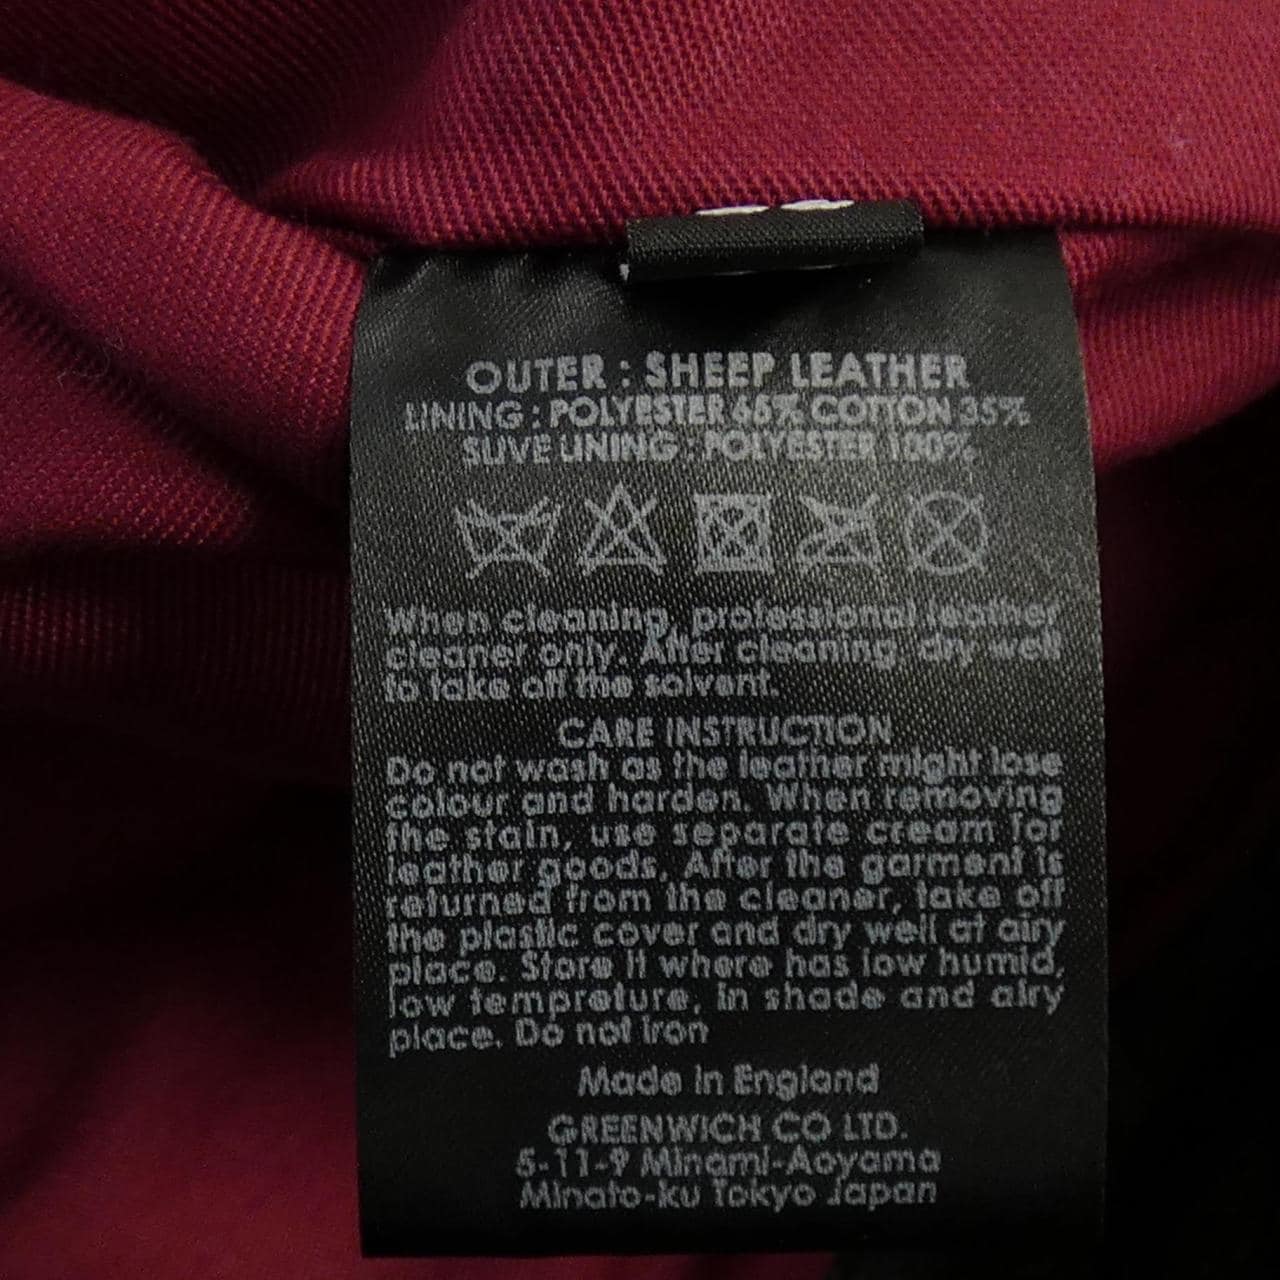 OUTER : SHEEP LEATHER
LINING : POLYESTER 65% COTTON 35%
SLIVE LINING : POLYESTER 100%
When cleaning, professional leather
cleaner only. After cleaning, dry well
to take off the solvent.
CARE INSTRUCTION
Do not wash as the leather might lose
colour and harden. When removing
the stain, use separate cream for
leather goods. After the garment is
returned from the cleaner, take off
the plastic cover and dry well at airy
place. Store it where has low humid,
low temprature, in shade and airy
place. Do not iron
Made in England
GREENWICH CO LTD.
5-11-9 Minami-Aoyama
Minato-ku Tokyo Japan